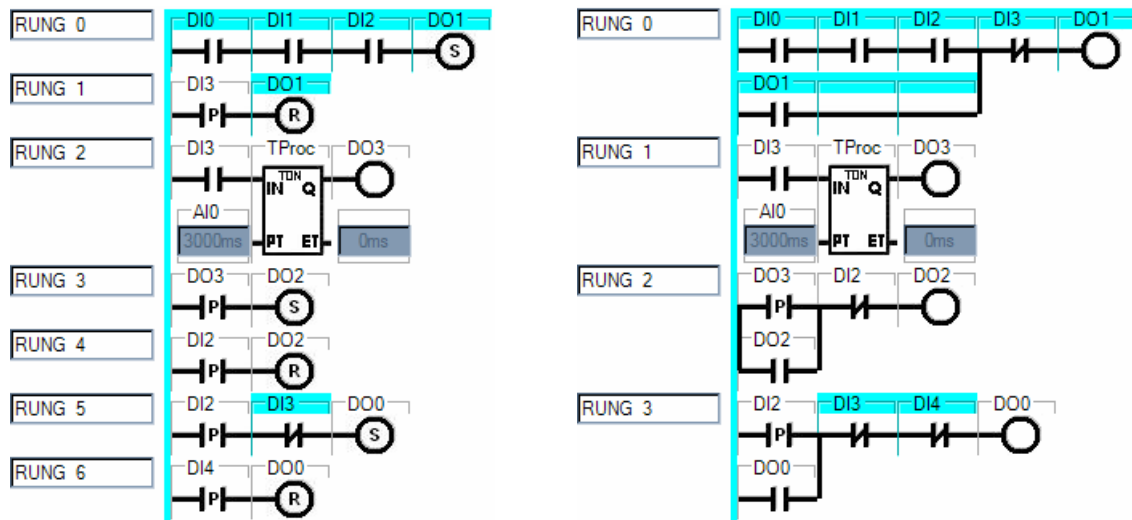 RUNG 0
DI0 DI1 DI2 DO1
S
RUNG 1
DI3 DO1
P R
RUNG 2
DI3 TProc DO3
TON
IN Q
AI0
3000ms PT ET 0ms
RUNG 3
DO3 DO2
P S
RUNG 4
DI2 DO2
P R
RUNG 5
DI2 DI3 DO0
P S
RUNG 6
DI4 DO0
P R
RUNG 0
DI0 DI1 DI2 DI3 DO1
DO1
RUNG 1
DI3 TProc DO3
TON
IN Q
AI0
3000ms PT ET 0ms
RUNG 2
DO3 DI2 DO2
P
DO2
RUNG 3
DI2 DI3 DI4 DO0
P
DO0